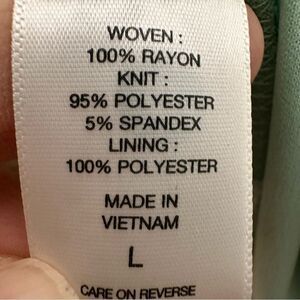 WOVEN :
100% RAYON
KNIT :
95% POLYESTER
5% SPANDEX
LINING :
100% POLYESTER
MADE IN
VIETNAM
L
CARE ON REVERSE